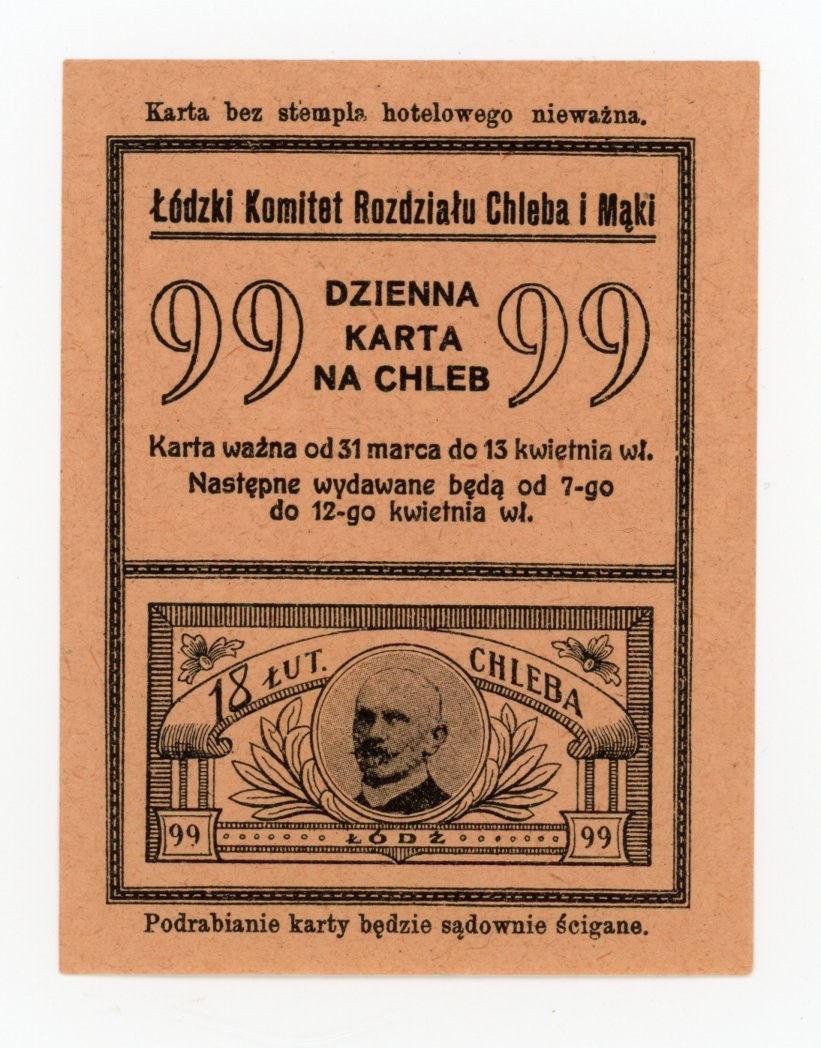 Karta bez stempla hotelowego nieważna.
Łódzki Komitet Rozdziału Chleba i Mąki
99 DZIENNA 99
KARTA
NA CHLEB
Karta ważna od 31 marca do 13 kwietnia wł.
Następne wydawane będą od 7-go
do 12-go kwietnia wł.
18 ŁUT. CHLEBA
99 ŁÓDŹ 99
Podrabianie karty będzie sądownie ścigane.